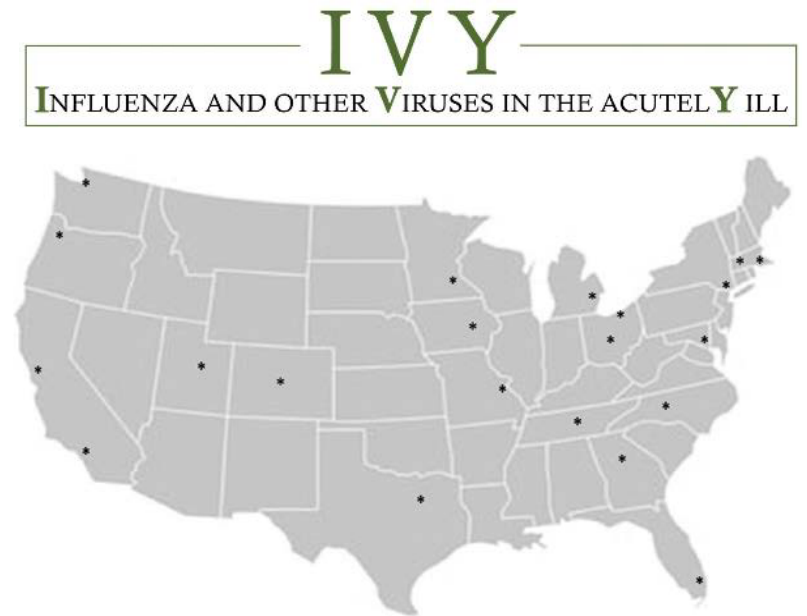 IVY
INFLUENZA AND OTHER VIRUSES IN THE ACUTELY ILL